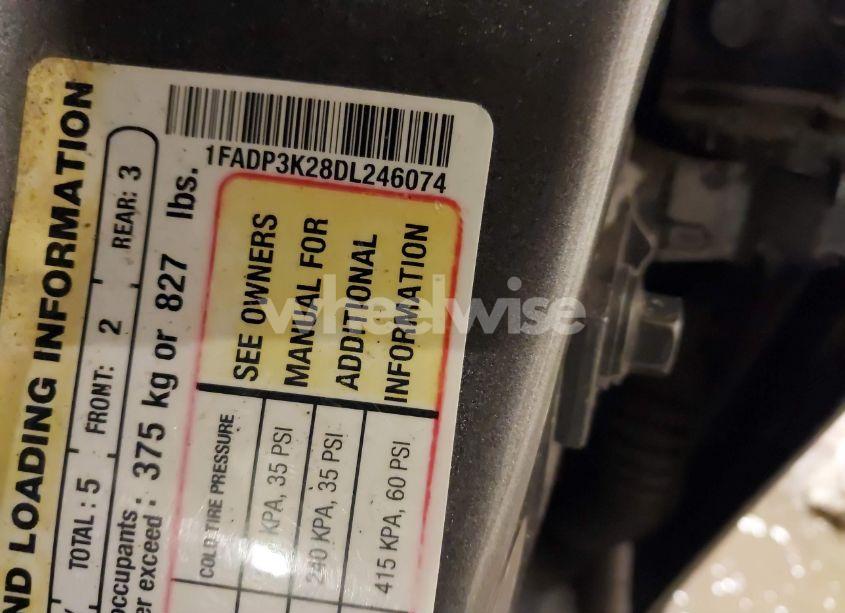 1FADP3K28DL246074
ND LOADING INFORMATION
TOTAL : 5 FRONT: 2 REAR: 3
occupants
er exceed : 375 kg or 827 lbs.
COLD TIRE PRESSURE
KPA, 35 PSI
240 KPA, 35 PSI
415 KPA, 60 PSI
SEE OWNERS
MANUAL FOR
ADDITIONAL
INFORMATION
wheelwise